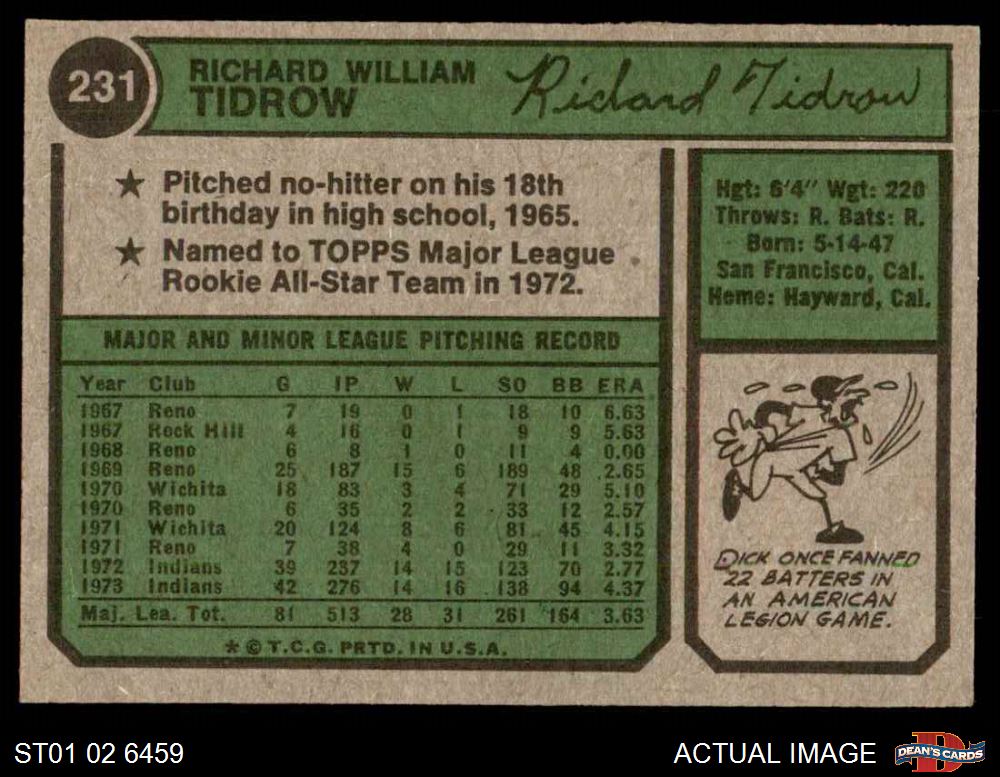 231
RICHARD WILLIAM
TIDROW
Richard Tidrow
★ Pitched no-hitter on his 18th
birthday in high school, 1965.
★ Named to TOPPS Major League
Rookie All-Star Team in 1972.
Hgt: 6'4" Wgt: 220
Throws: R. Bats: R.
Born: 5-14-47
San Francisco, Cal.
Home: Hayward, Cal.
MAJOR AND MINOR LEAGUE PITCHING RECORD
Year Club G IP W L SO BB ERA
1967 Reno 7 19 0 1 18 10 6.63
1967 Rock Hill 4 16 0 1 9 9 5.63
1968 Reno 6 8 1 0 11 4 0.00
1969 Reno 25 187 15 6 189 48 2.65
1970 Wichita 18 83 3 4 71 29 5.10
1970 Reno 6 35 2 2 33 12 2.57
1971 Wichita 20 124 8 6 81 45 4.15
1971 Reno 7 38 4 0 29 11 3.32
1972 Indians 39 237 14 15 123 70 2.77
1973 Indians 42 276 14 16 138 94 4.37
Maj. Lea. Tot. 81 513 28 31 261 164 3.63
* © T.C.G. PRTD. IN U.S.A.
DICK ONCE FANNED
22 BATTERS IN
AN AMERICAN
LEGION GAME.
ST01 02 6459
ACTUAL IMAGE
D
DEAN'S CARDS